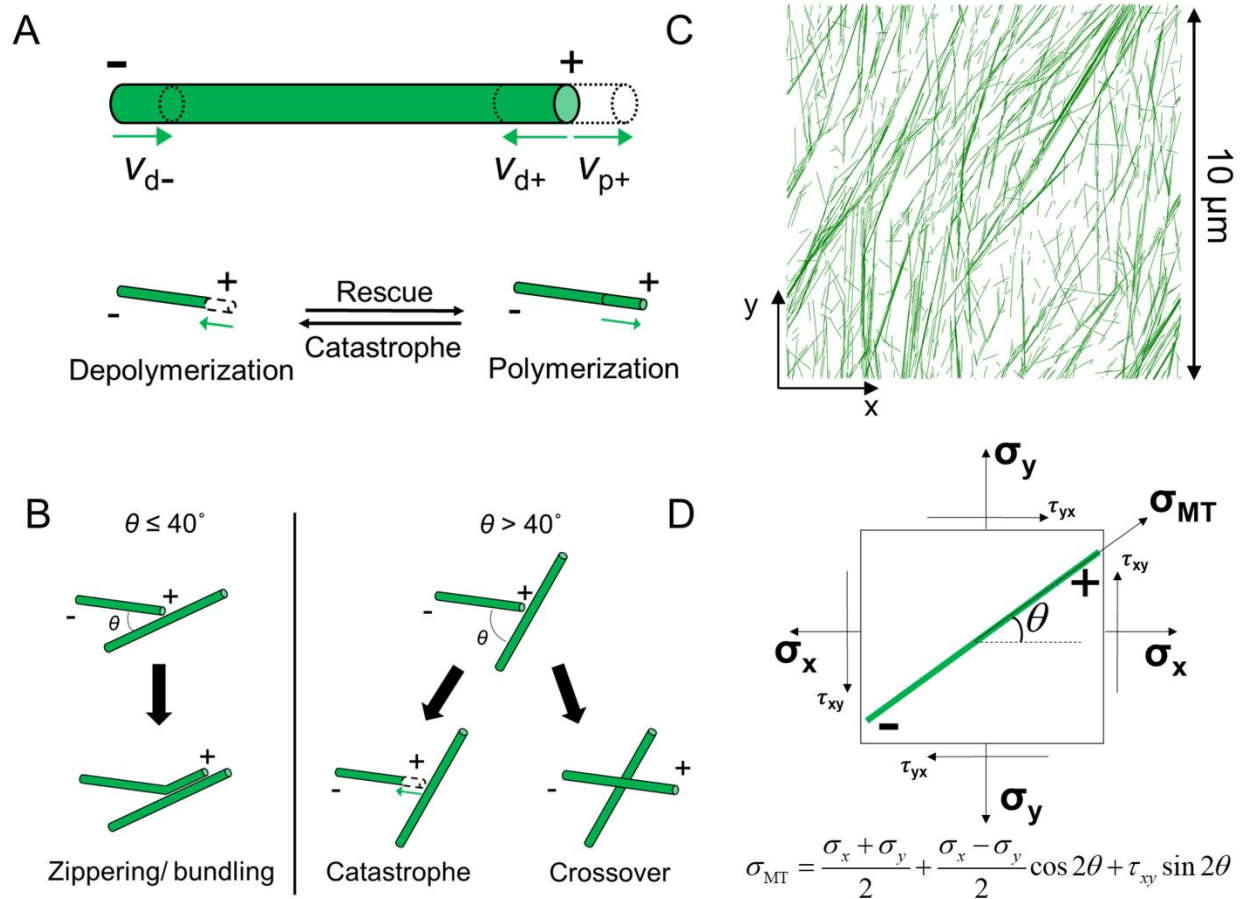 A
- +
v_d- v_d+ v_p+
+ Rescue +
- Catastrophe -
Depolymerization Polymerization
B
θ ≤ 40° θ > 40°
+ +
- -
θ θ
+ + +
- - -
Zippering/ bundling Catastrophe Crossover
C
10 µm
y
x
D
σ_y
τ_yx
σ_MT
τ_xy
+
θ
σ_x σ_x
τ_xy
-
τ_yx
σ_y
σ_MT = (σ_x + σ_y)/2 + (σ_x − σ_y)/2 cos 2θ + τ_xy sin 2θ